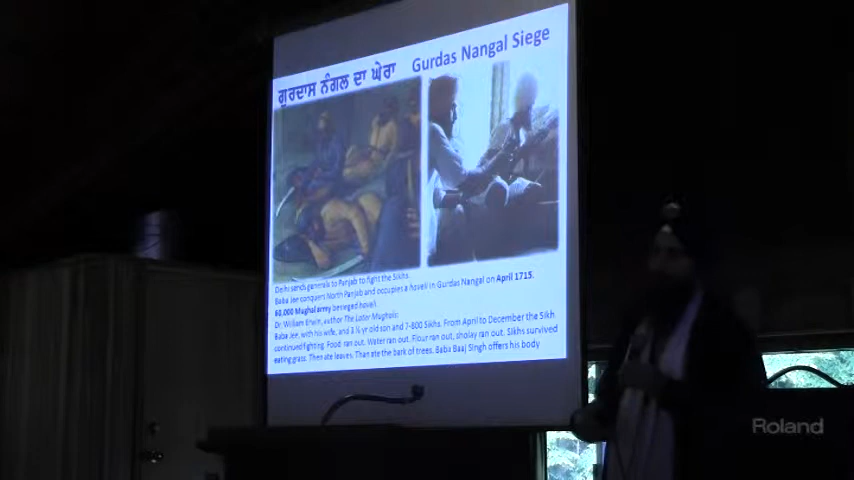 ਗੁਰਦਾਸ ਨੰਗਲ ਦਾ ਘੇਰਾ Gurdas Nangal Siege
Delhi sends generals to Panjab to fight the Sikhs.
Baba Jee conquers North Panjab and occupies a haveli in Gurdas Nangal on April 1715.
60,000 Mughal army besieged haveli.
Dr. William Erwin, author The Later Mughals:
Baba Jee, with his wife, and 3 ½ yr old son and 7-800 Sikhs. From April to December the Sikh
continued fighting. Food ran out. Water ran out. Flour ran out, sholay ran out. Sikhs survived
eating grass. Then ate leaves. Than ate the bark of trees. Baba Baaj Singh offers his body
Roland